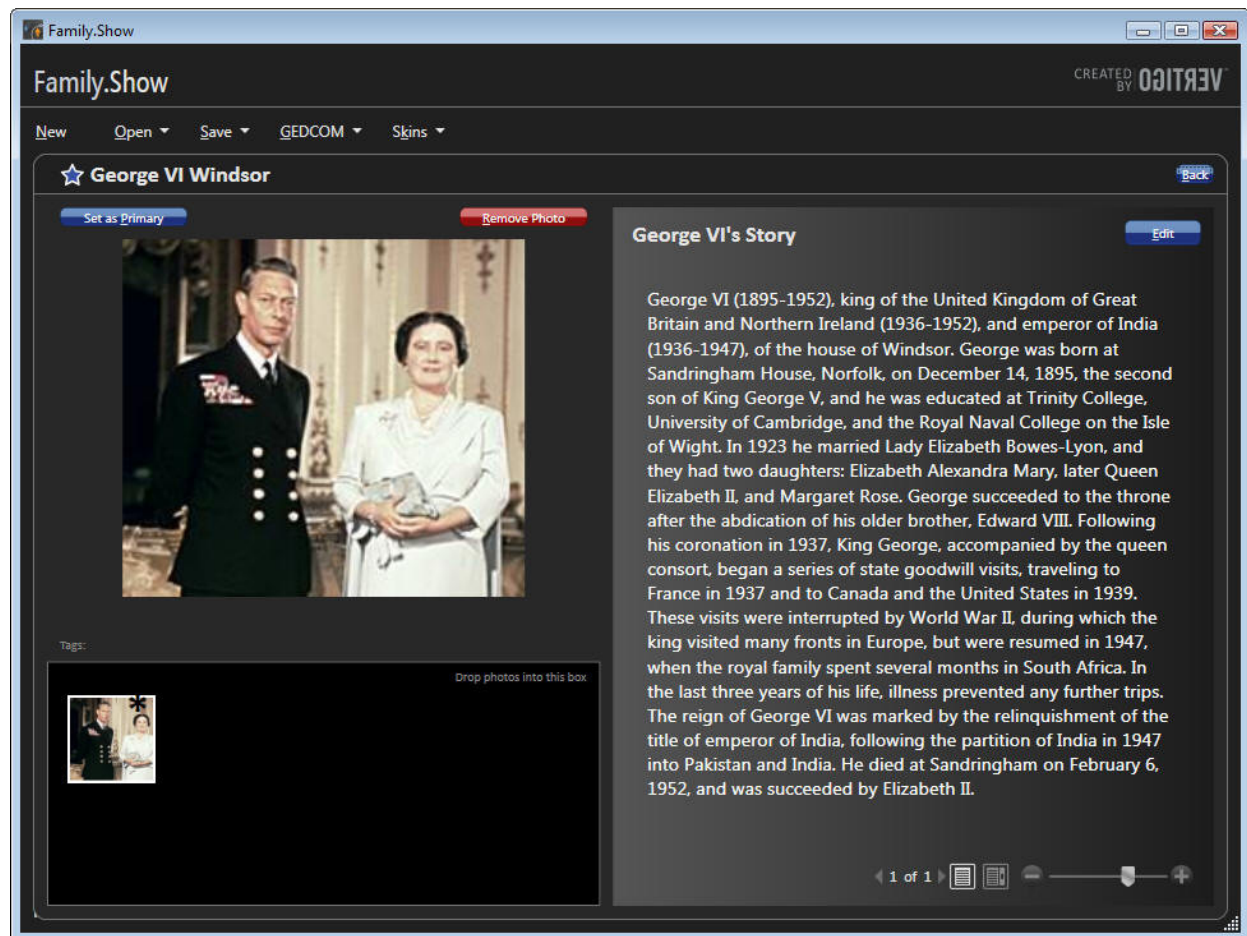 Family.Show
Family.Show
CREATED BY VERTIGO
New Open Save GEDCOM Skins
George VI Windsor
Back
Set as Primary
Remove Photo
Tags:
Drop photos into this box
George VI's Story
Edit
George VI (1895-1952), king of the United Kingdom of Great
Britain and Northern Ireland (1936-1952), and emperor of India
(1936-1947), of the house of Windsor. George was born at
Sandringham House, Norfolk, on December 14, 1895, the second
son of King George V, and he was educated at Trinity College,
University of Cambridge, and the Royal Naval College on the Isle
of Wight. In 1923 he married Lady Elizabeth Bowes-Lyon, and
they had two daughters: Elizabeth Alexandra Mary, later Queen
Elizabeth II, and Margaret Rose. George succeeded to the throne
after the abdication of his older brother, Edward VIII. Following
his coronation in 1937, King George, accompanied by the queen
consort, began a series of state goodwill visits, traveling to
France in 1937 and to Canada and the United States in 1939.
These visits were interrupted by World War II, during which the
king visited many fronts in Europe, but were resumed in 1947,
when the royal family spent several months in South Africa. In
the last three years of his life, illness prevented any further trips.
The reign of George VI was marked by the relinquishment of the
title of emperor of India, following the partition of India in 1947
into Pakistan and India. He died at Sandringham on February 6,
1952, and was succeeded by Elizabeth II.
1 of 1